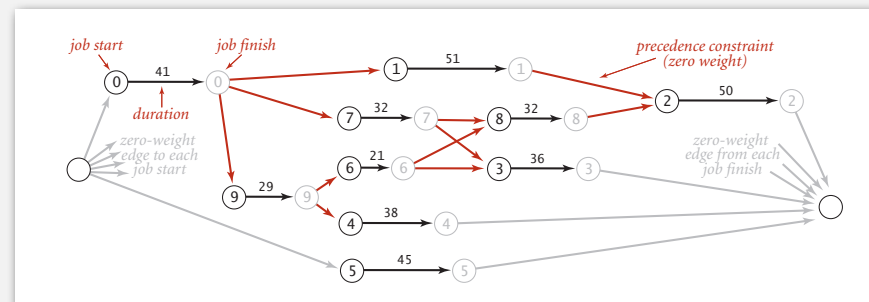 job start
job finish
precedence constraint
(zero weight)
41
51
0
0
1
1
50
2
2
duration
32
32
7
7
8
8
zero-weight
edge to each
job start
zero-weight
edge from each
job finish
21
36
6
6
3
3
29
9
9
38
4
4
45
5
5